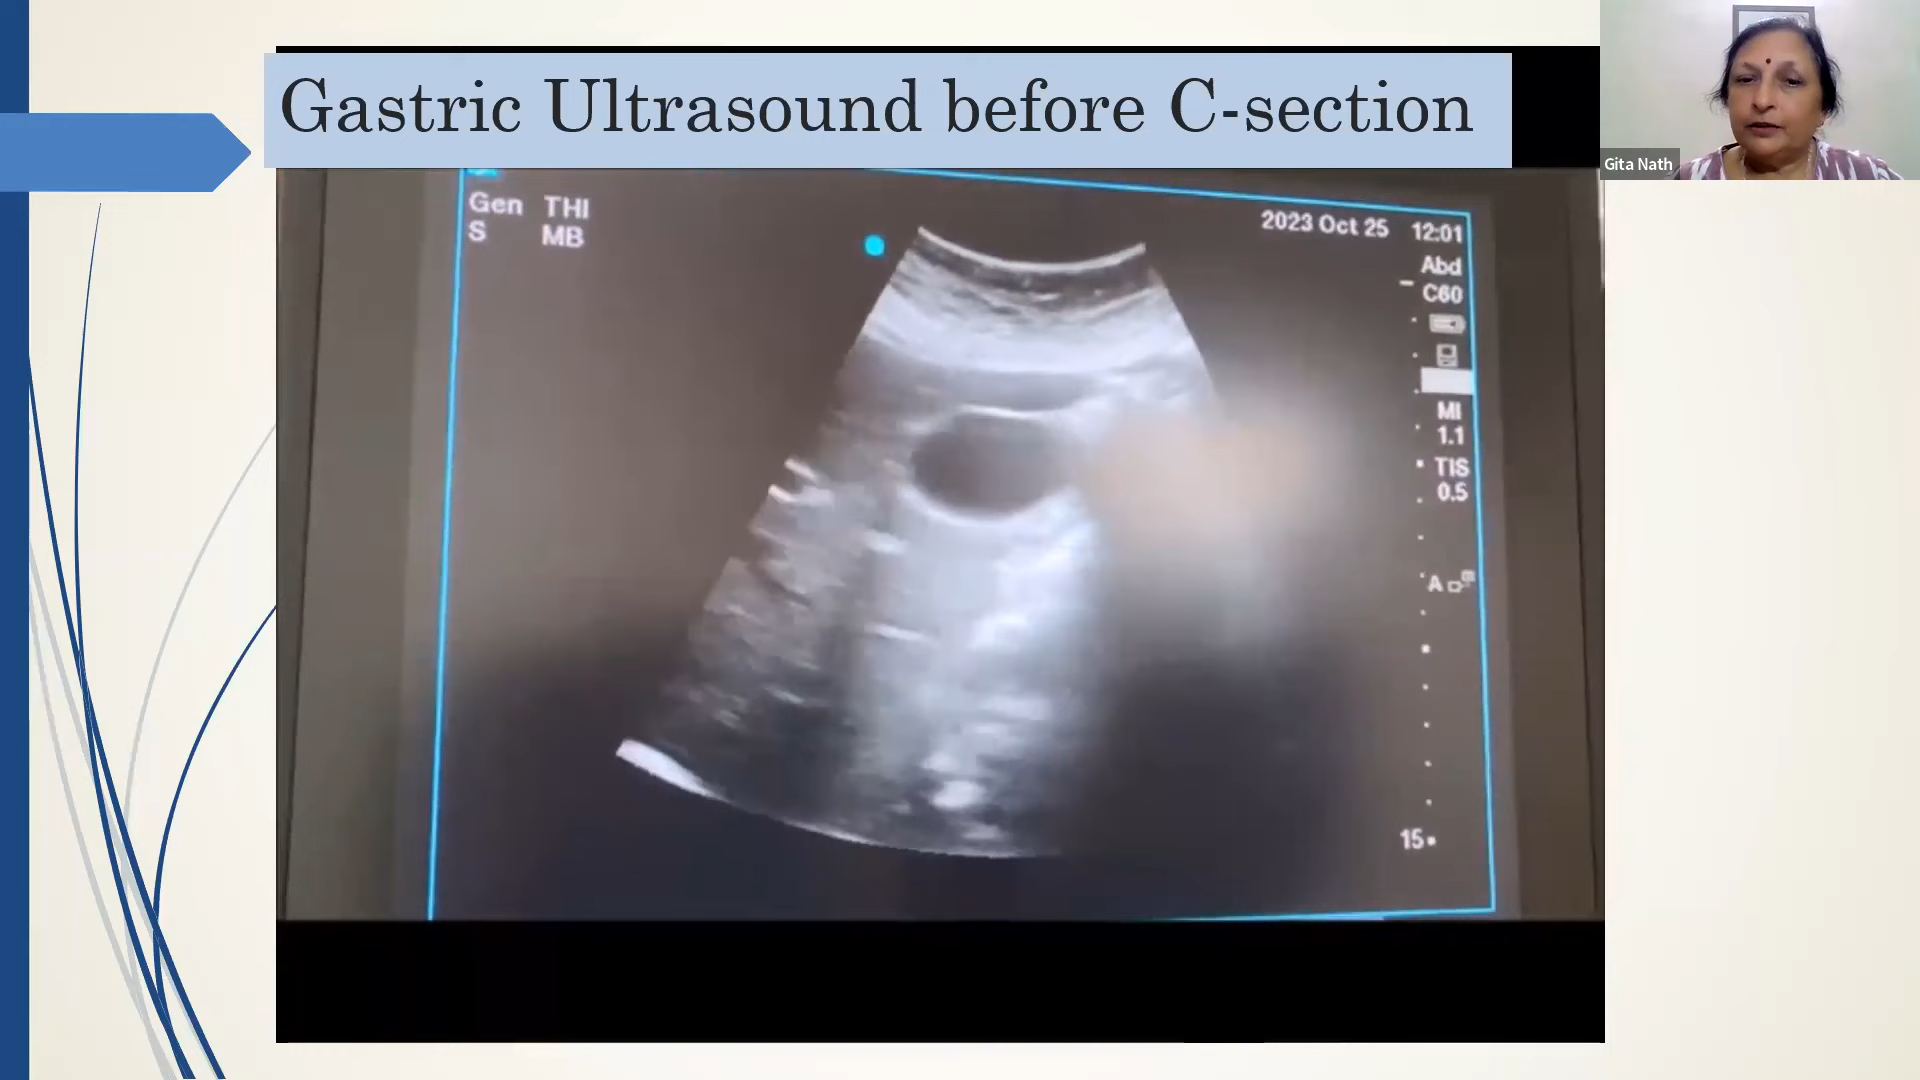 Gastric Ultrasound before C-section
Gita Nath
Gen THI
S MB
2023 Oct 25 12:01
Abd
C60
MI
1.1
TIS
0.5
A
15